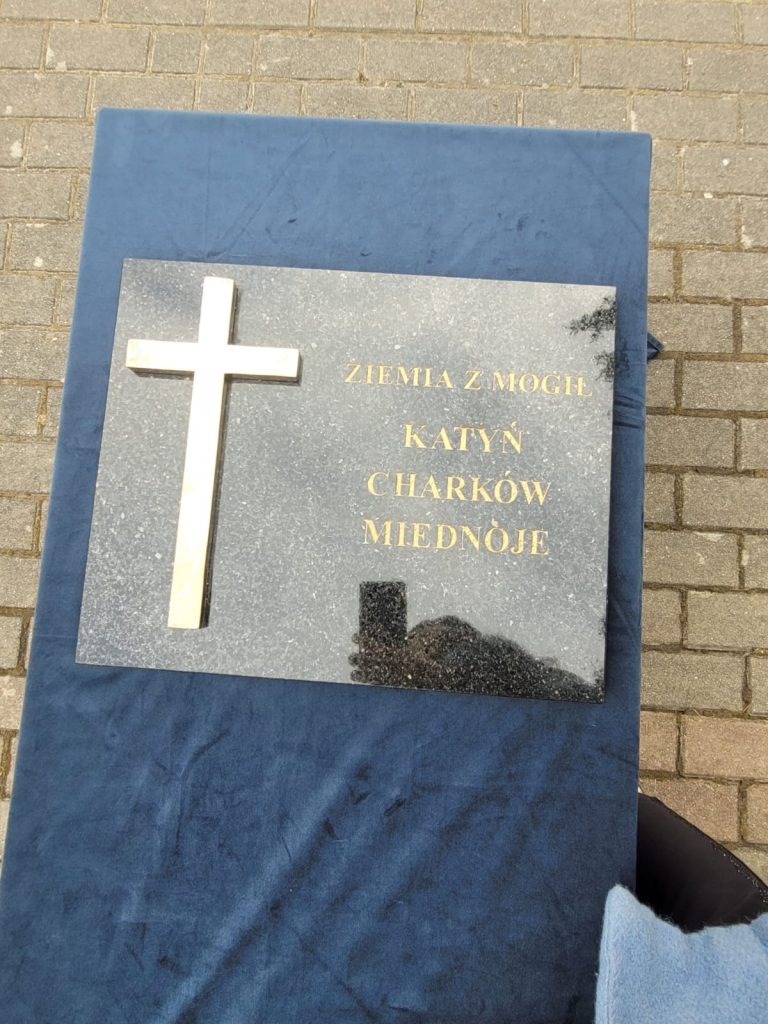 ZIEMIA Z MOGIŁ
KATYŃ
CHARKÓW
MIEDNOJE